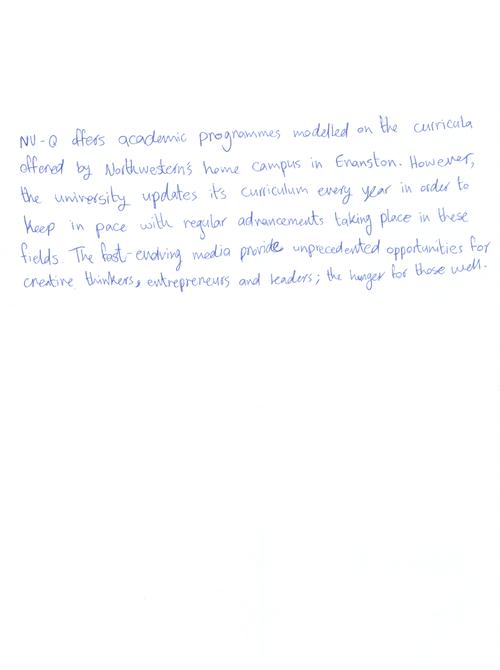 NU-Q offers academic programmes modelled on the curricula
offered by Northwestern's home campus in Evanston. However,
the university updates it's curriculum every year in order to
keep in pace with regular advancements taking place in these
fields. The fast-evolving media provide unprecedented opportunities for
creative thinkers, entrepreneurs and leaders; the hunger for those well.